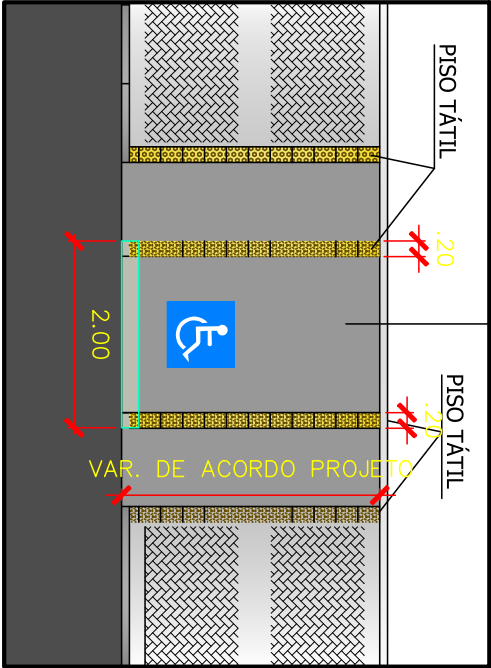 PISO TÁTIL
.20
2.00
PISO TÁTIL
.20
VAR. DE ACORDO PROJETO